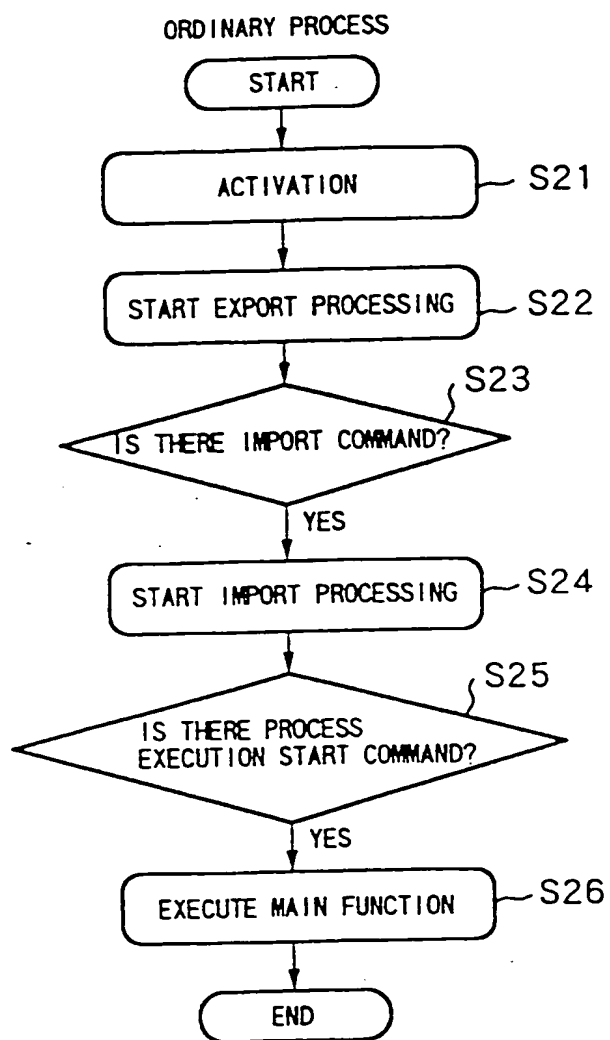 ORDINARY PROCESS
START
ACTIVATION
S21
START EXPORT PROCESSING
S22
S23
IS THERE IMPORT COMMAND?
YES
START IMPORT PROCESSING
S24
S25
IS THERE PROCESS
EXECUTION START COMMAND?
YES
EXECUTE MAIN FUNCTION
S26
END